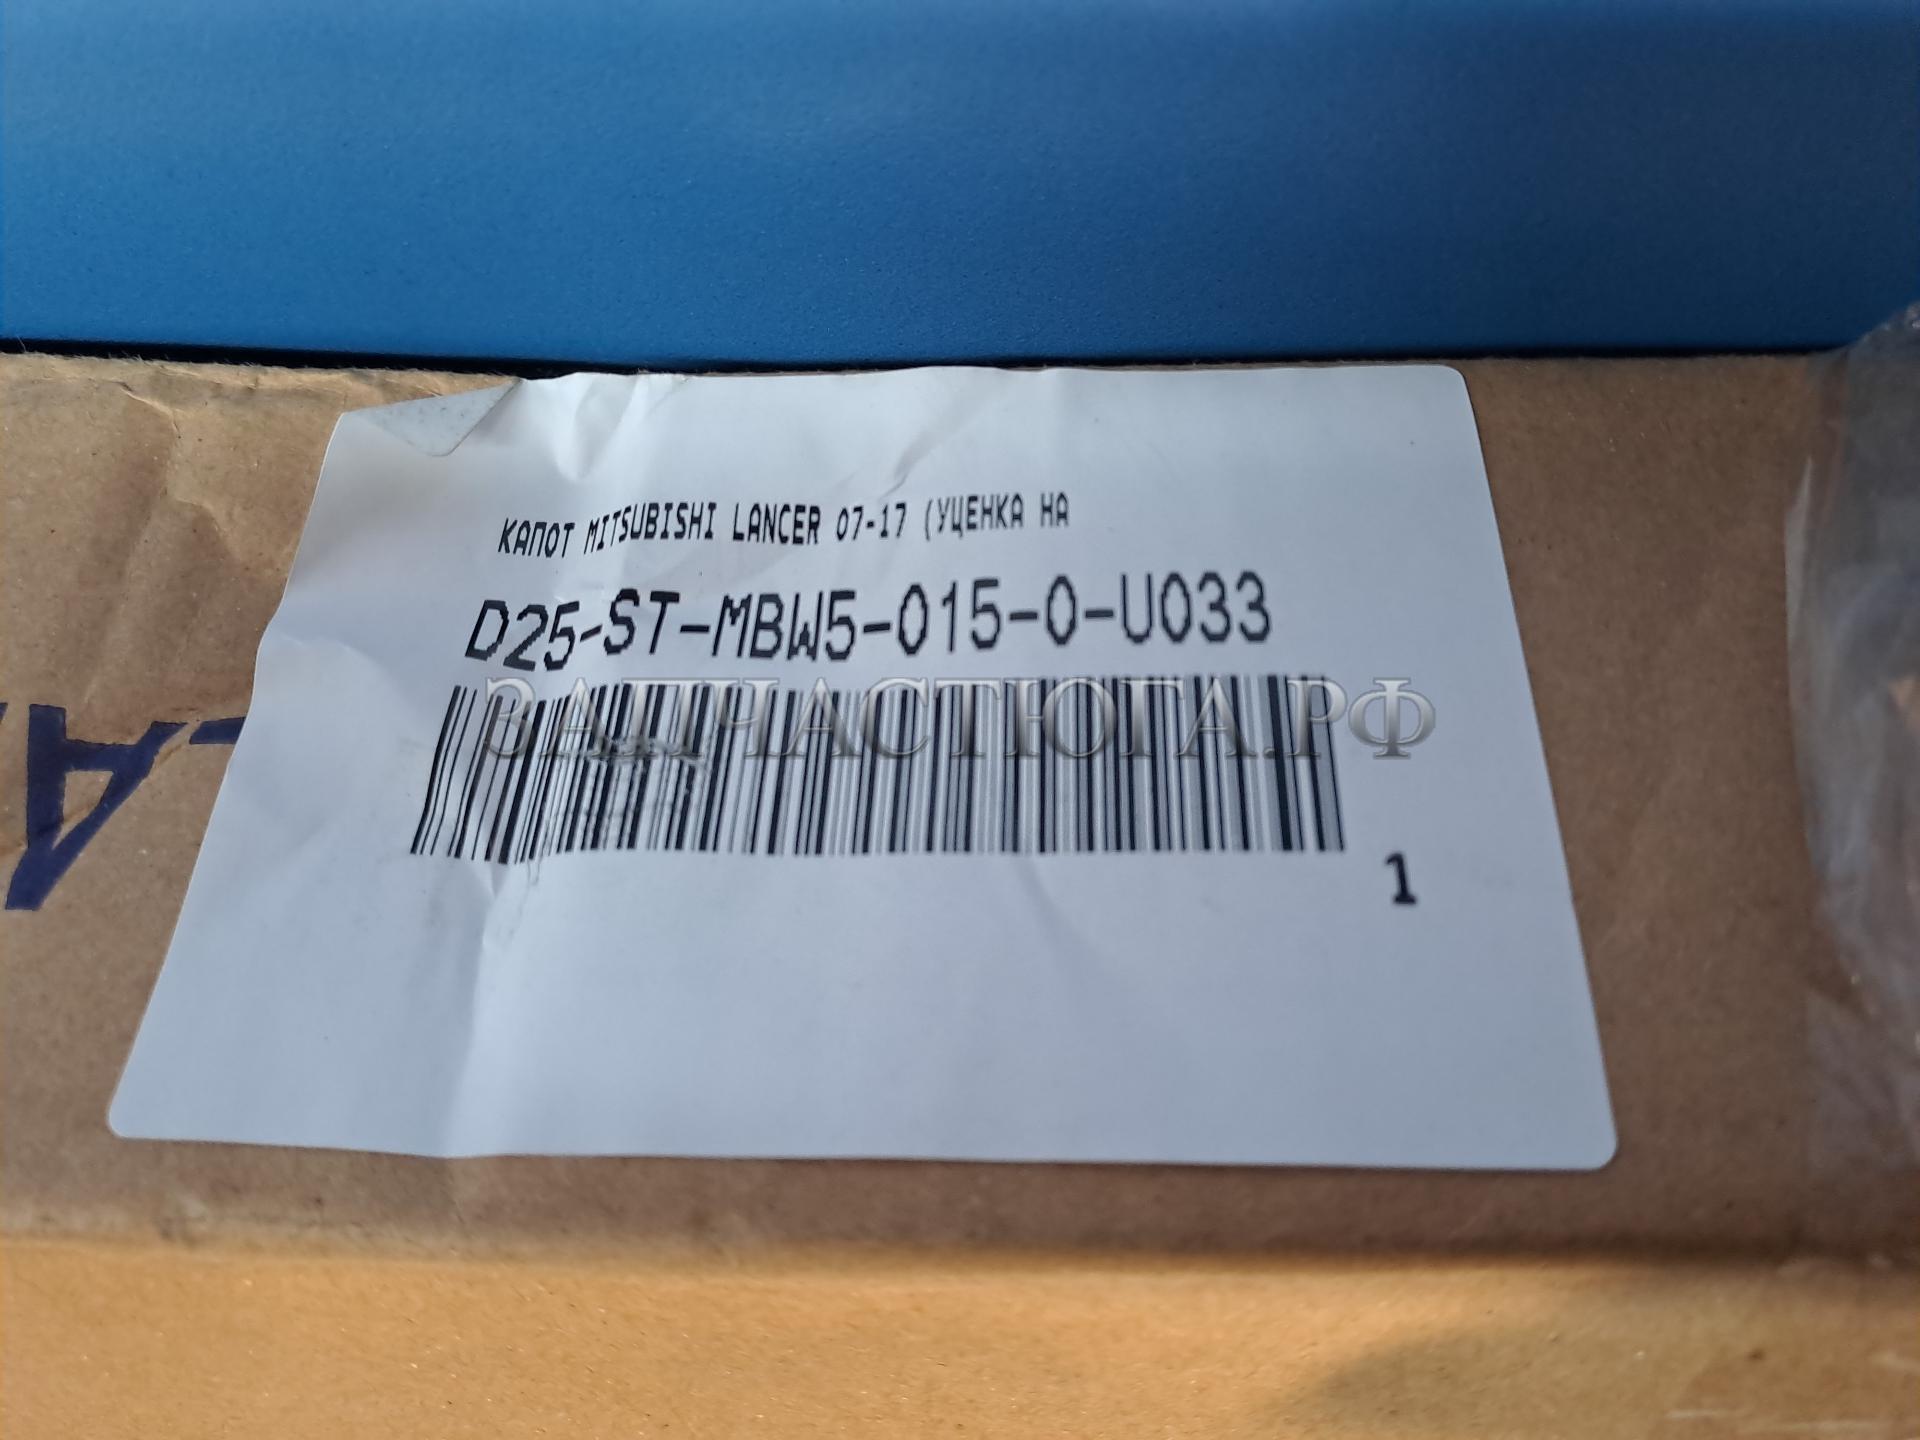 КАПОТ MITSUBISHI LANCER 07-17 (УЦЕНКА НА
D25-ST-MBW5-015-0-U033
ЗАПЧАСТЮГА.РФ
1